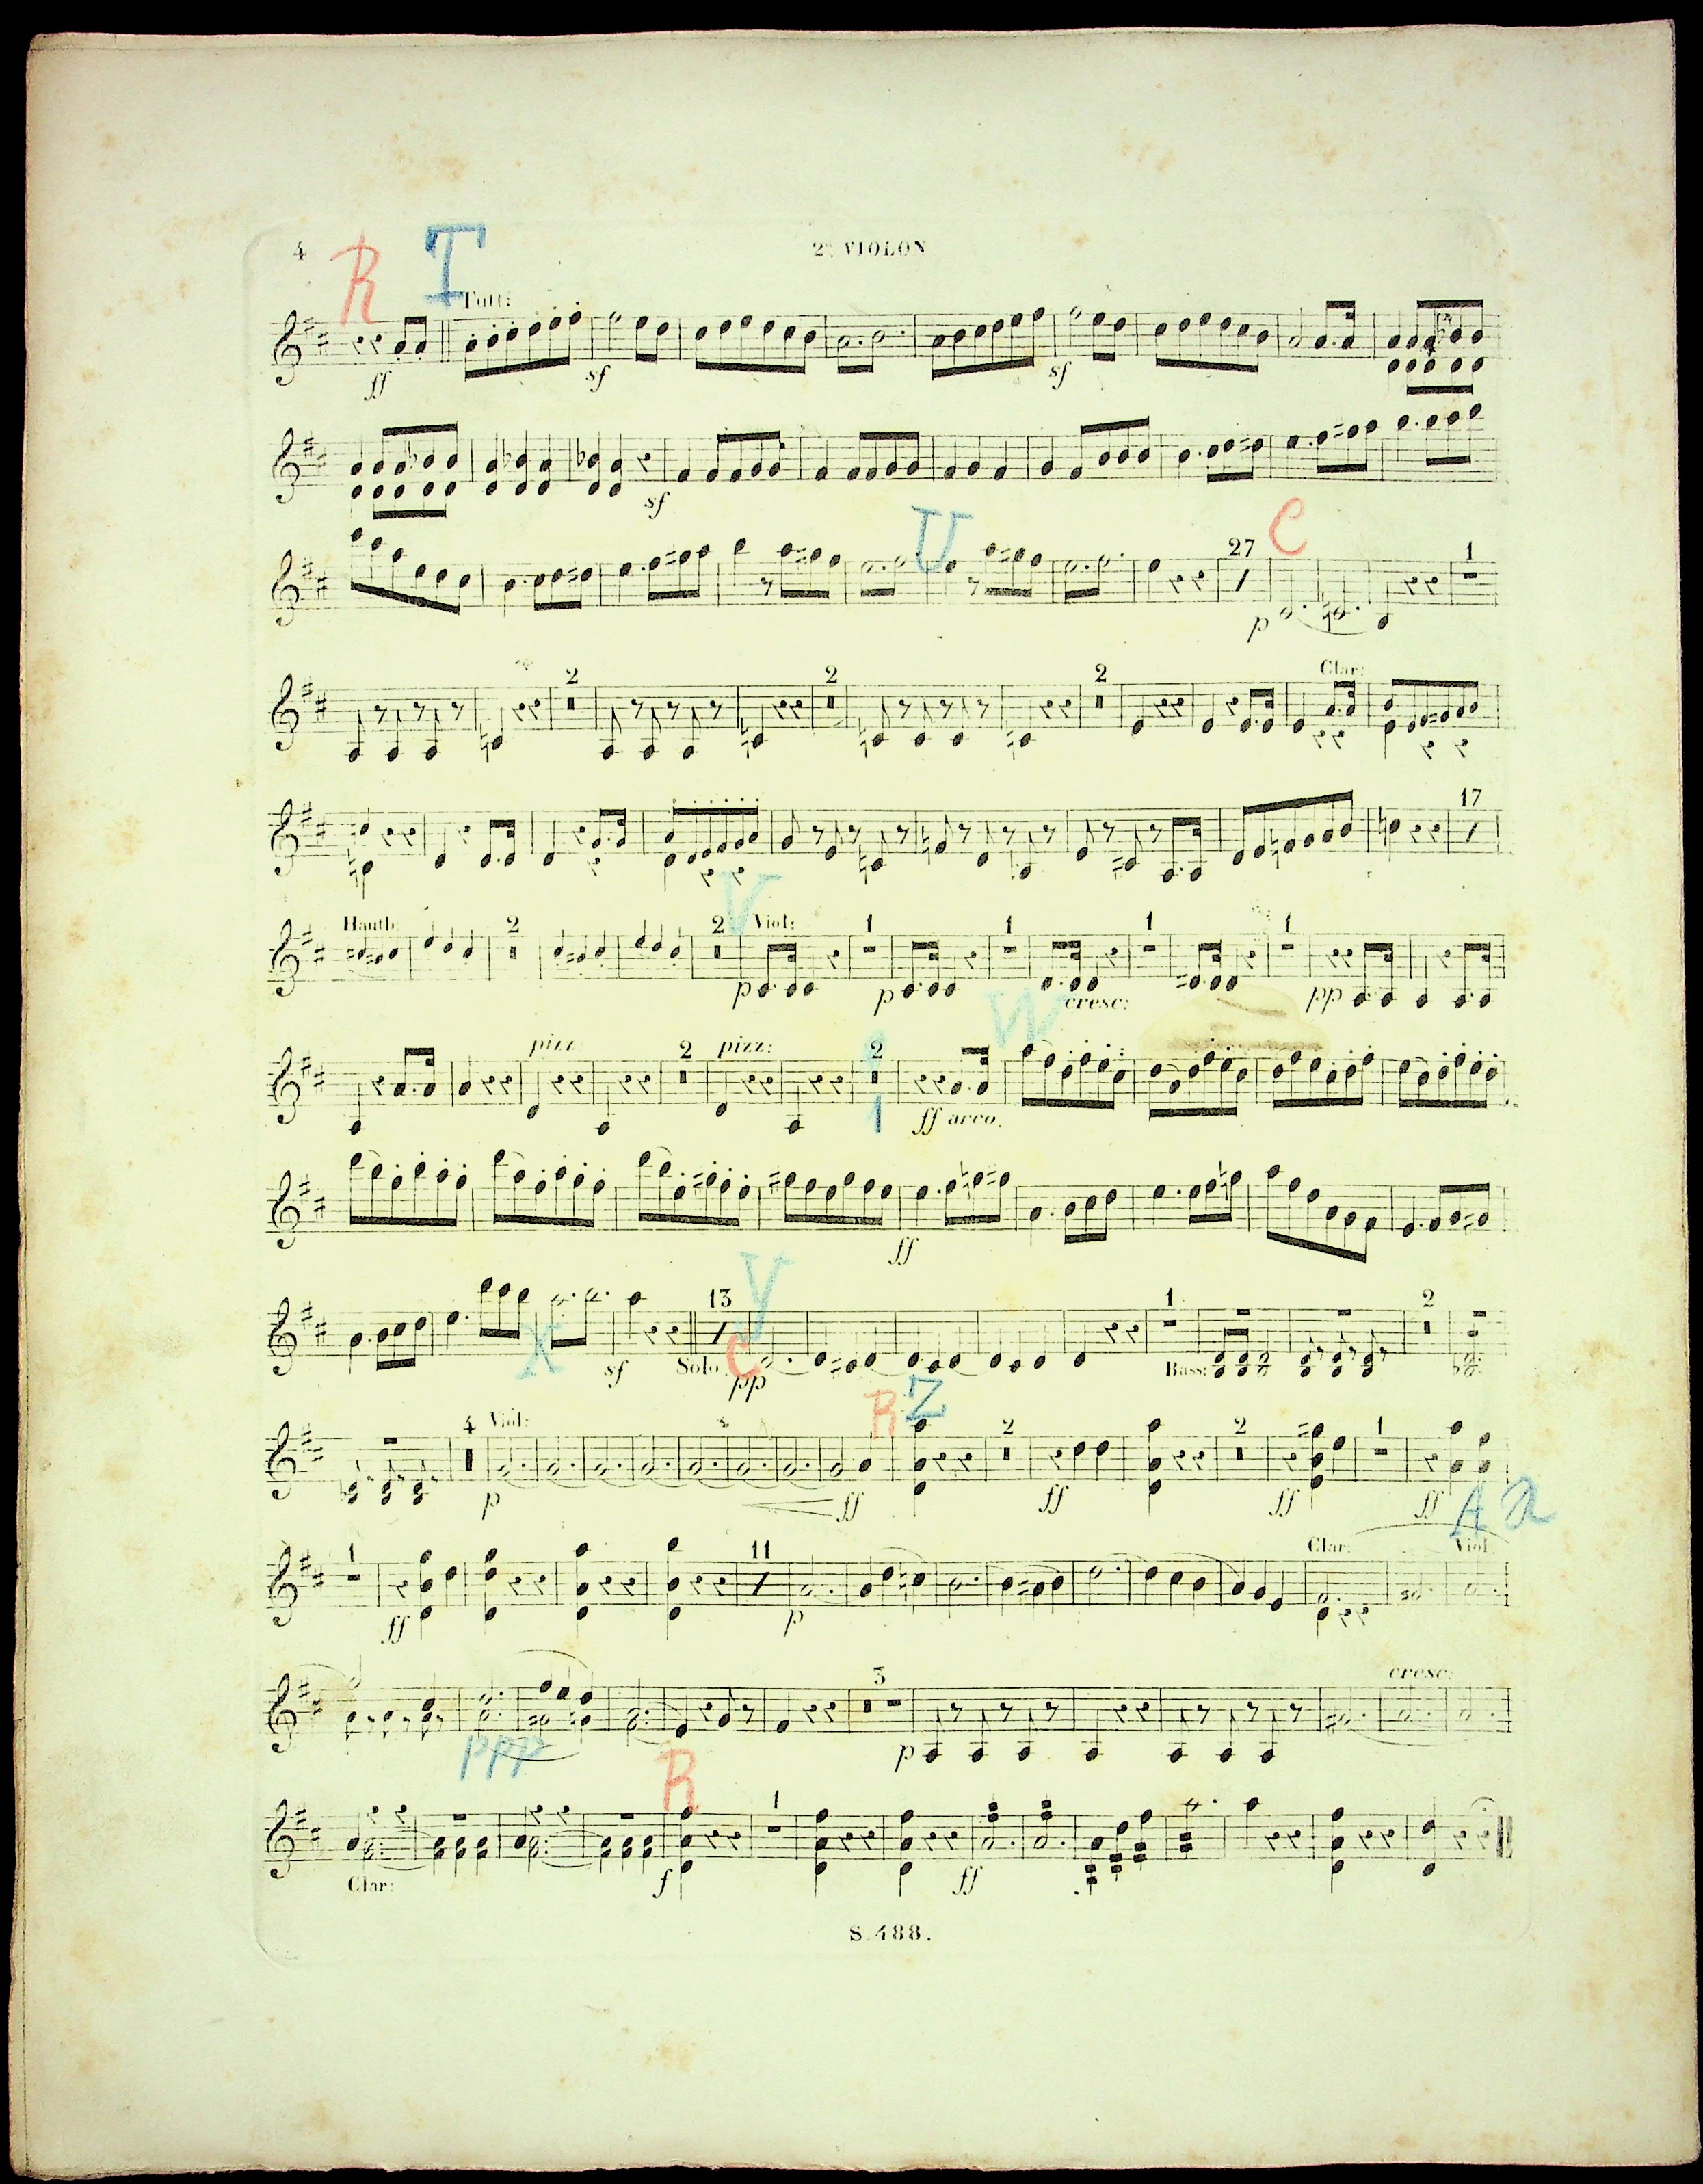 4 2e. VIOLON
R T
Tutti
ff sf sf
sf
U 27 C 1
p
2 2 2 Clar:
17
Hautb: 2 2 V Viol: 1 1 1 1
p p cresc: pp
W
pizz: 2 pizz: 2
1 ff arco.
ff
13 Y 1 2
X sf Solo C pp Bass:
R Z
4 Viol: 2 2 1
p ff ff ff ff
A a
1 11 Clar: Viol:
ff p
3 cresc:
ppp p
R
1
Clar: f ff
S.488.